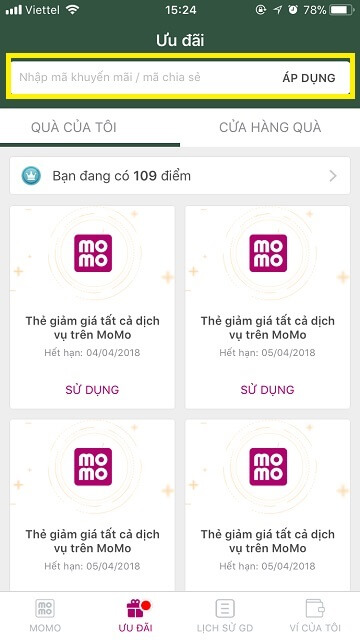 Viettel 15:24 78%
Ưu đãi
Nhập mã khuyến mãi / mã chia sẻ ÁP DỤNG
QUÀ CỦA TÔI CỬA HÀNG QUÀ
Bạn đang có 109 điểm
mo mo
Thẻ giảm giá tất cả dịch
vụ trên MoMo
Hết hạn: 04/04/2018
SỬ DỤNG
mo mo
Thẻ giảm giá tất cả dịch
vụ trên MoMo
Hết hạn: 05/04/2018
SỬ DỤNG
mo mo
Thẻ giảm giá tất cả dịch
vụ trên MoMo
Hết hạn: 05/04/2018
mo mo
Thẻ giảm giá tất cả dịch
vụ trên MoMo
Hết hạn: 05/04/2018
mo mo
MOMO ƯU ĐÃI LỊCH SỬ GD VÍ CỦA TÔI